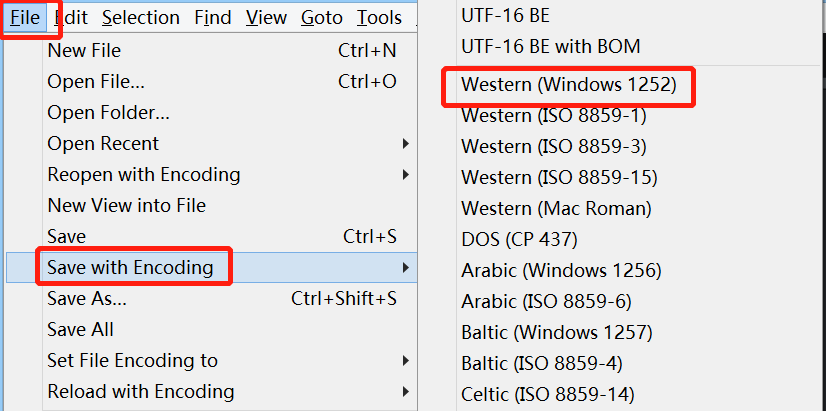 File Edit Selection Find View Goto Tools
New File Ctrl+N
Open File... Ctrl+O
Open Folder...
Open Recent
Reopen with Encoding
New View into File
Save Ctrl+S
Save with Encoding
Save As... Ctrl+Shift+S
Save All
Set File Encoding to
Reload with Encoding
UTF-16 BE
UTF-16 BE with BOM
Western (Windows 1252)
Western (ISO 8859-1)
Western (ISO 8859-3)
Western (ISO 8859-15)
Western (Mac Roman)
DOS (CP 437)
Arabic (Windows 1256)
Arabic (ISO 8859-6)
Baltic (Windows 1257)
Baltic (ISO 8859-4)
Celtic (ISO 8859-14)